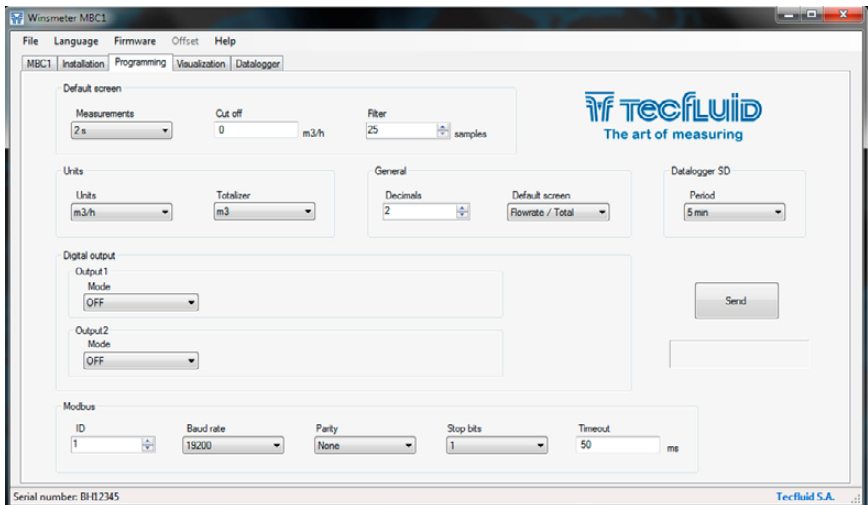 Winsmeter MBC1
File Language Firmware Offset Help
MBC1 Installation Programming Visualization Datalogger
Default screen
Measurements Cut off Filter
2 s 0 m3/h 25 samples
TECFLUID
The art of measuring
Units General Datalogger SD
Units Totalizer Decimals Default screen Period
m3/h m3 2 Flowrate / Total 5 min
Digital output
Output1
Mode
OFF
Send
Output2
Mode
OFF
Modbus
ID Baud rate Parity Stop bits Timeout
1 19200 None 1 50 ms
Serial number: BH12345 Tecfluid S.A.